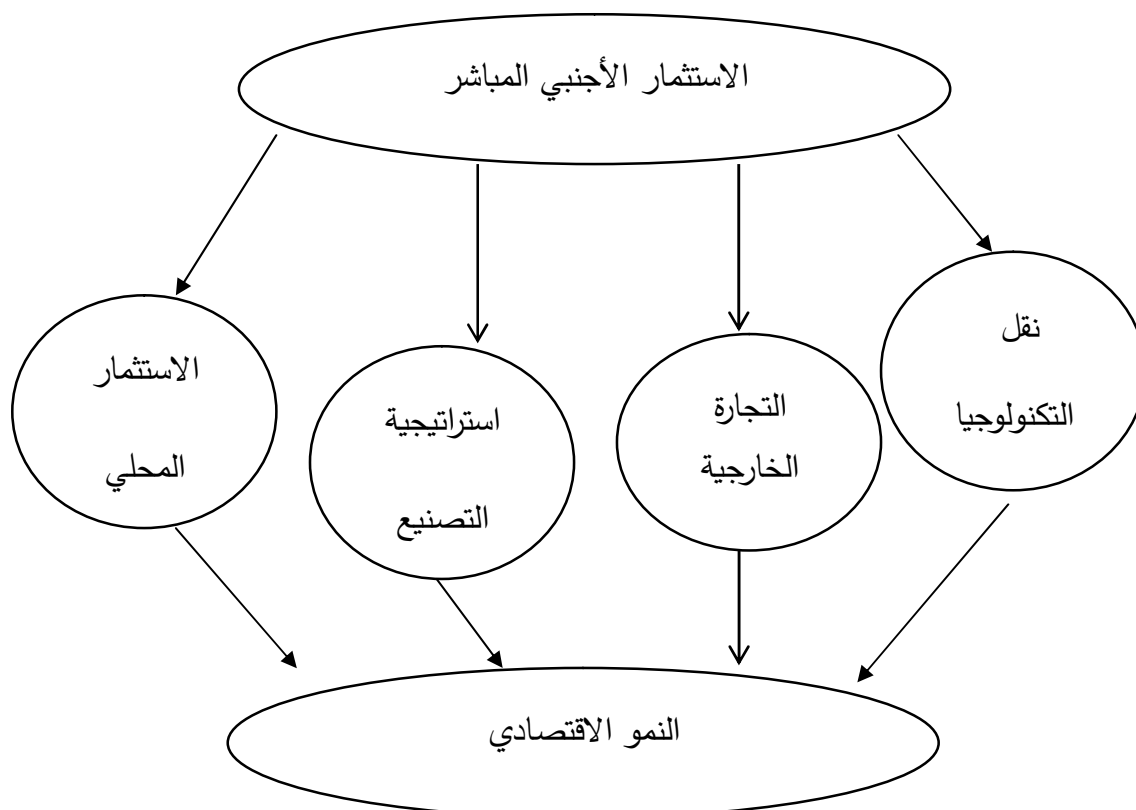 الاستثمار الأجنبي المباشر
نقل
التكنولوجيا
التجارة
الخارجية
استراتيجية
التصنيع
الاستثمار
المحلي
النمو الاقتصادي